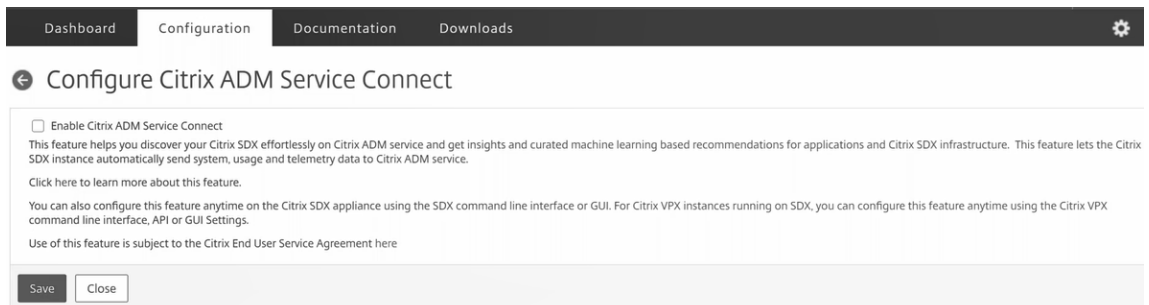 Dashboard Configuration Documentation Downloads
Configure Citrix ADM Service Connect
Enable Citrix ADM Service Connect
This feature helps you discover your Citrix SDX effortlessly on Citrix ADM service and get insights and curated machine learning based recommendations for applications and Citrix SDX infrastructure. This feature lets the Citrix
SDX instance automatically send system, usage and telemetry data to Citrix ADM service.
Click here to learn more about this feature.
You can also configure this feature anytime on the Citrix SDX appliance using the SDX command line interface or GUI. For Citrix VPX instances running on SDX, you can configure this feature anytime using the Citrix VPX
command line interface, API or GUI Settings.
Use of this feature is subject to the Citrix End User Service Agreement here
Save Close